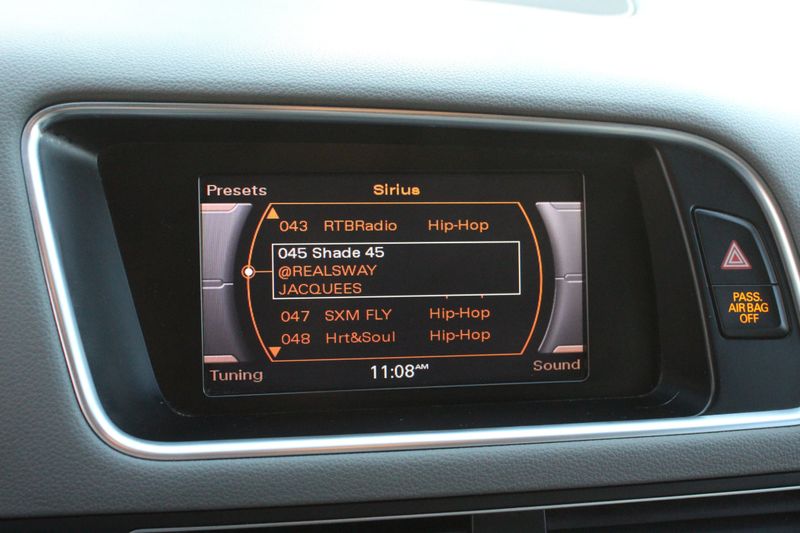 Presets Sirius
043 RTBRadio Hip-Hop
045 Shade 45
@REALSWAY
JACQUEES
047 SXM FLY Hip-Hop
048 Hrt&Soul Hip-Hop
Tuning 11:08AM Sound
PASS.
AIR BAG
OFF